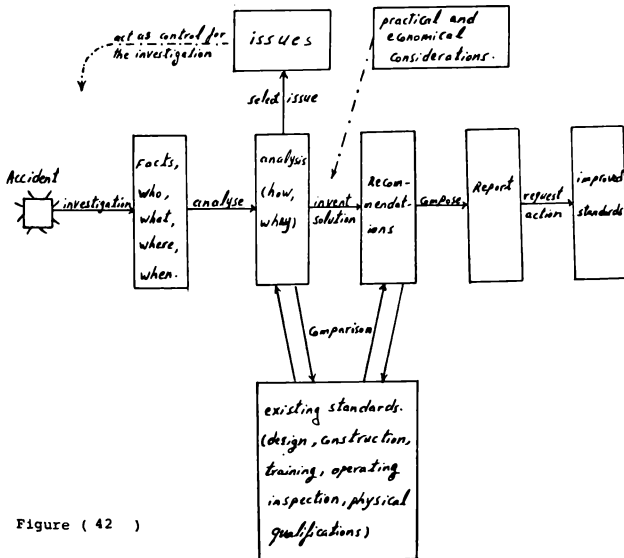 act as control for
the investigation
issues
practical and
economical
considerations.
select issue
Accident
investigation
Facts,
who,
what,
where,
when.
analyse
analysis
(how,
whay)
invent
solution
Recom-
mendat-
ions
compose
Report
request
action
improved
standards
Comparison
existing standards.
(design, construction,
training, operating
inspection, physical
qualifications)
Figure ( 42 )